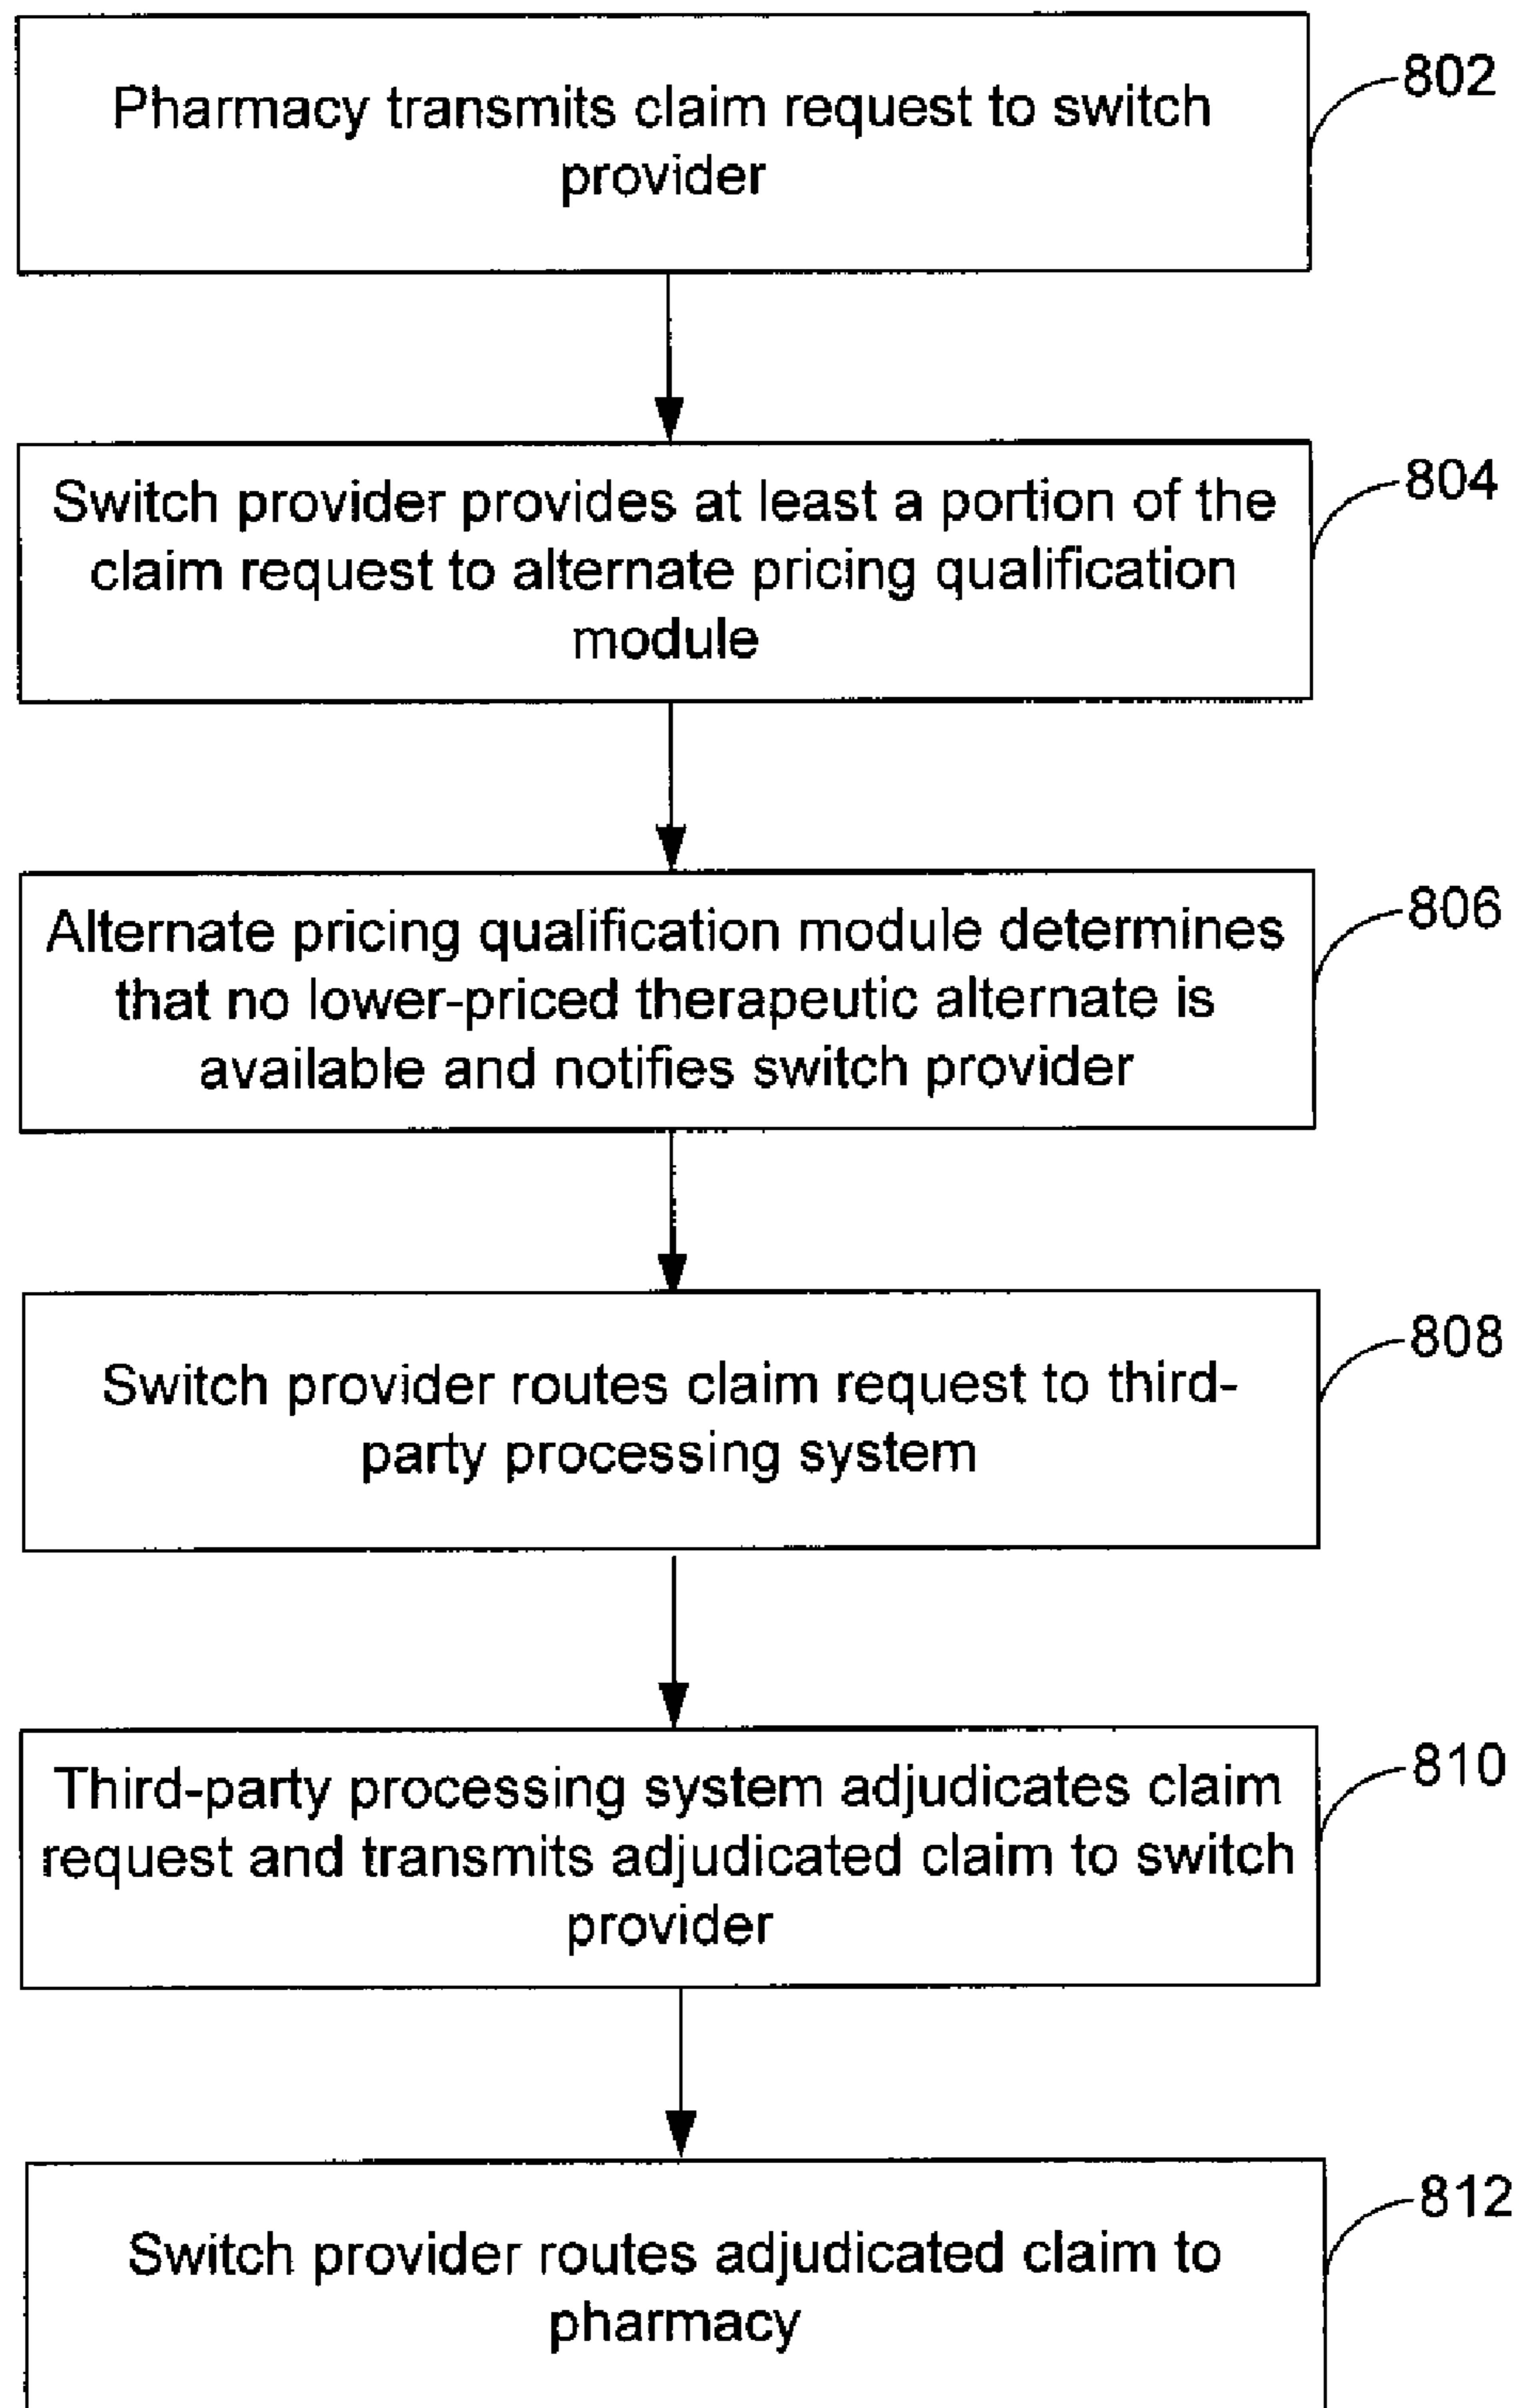 Pharmacy transmits claim request to switch
provider
802
Switch provider provides at least a portion of the
claim request to alternate pricing qualification
module
804
Alternate pricing qualification module determines
that no lower-priced therapeutic alternate is
available and notifies switch provider
806
Switch provider routes claim request to third-
party processing system
808
Third-party processing system adjudicates claim
request and transmits adjudicated claim to switch
provider
810
Switch provider routes adjudicated claim to
pharmacy
812